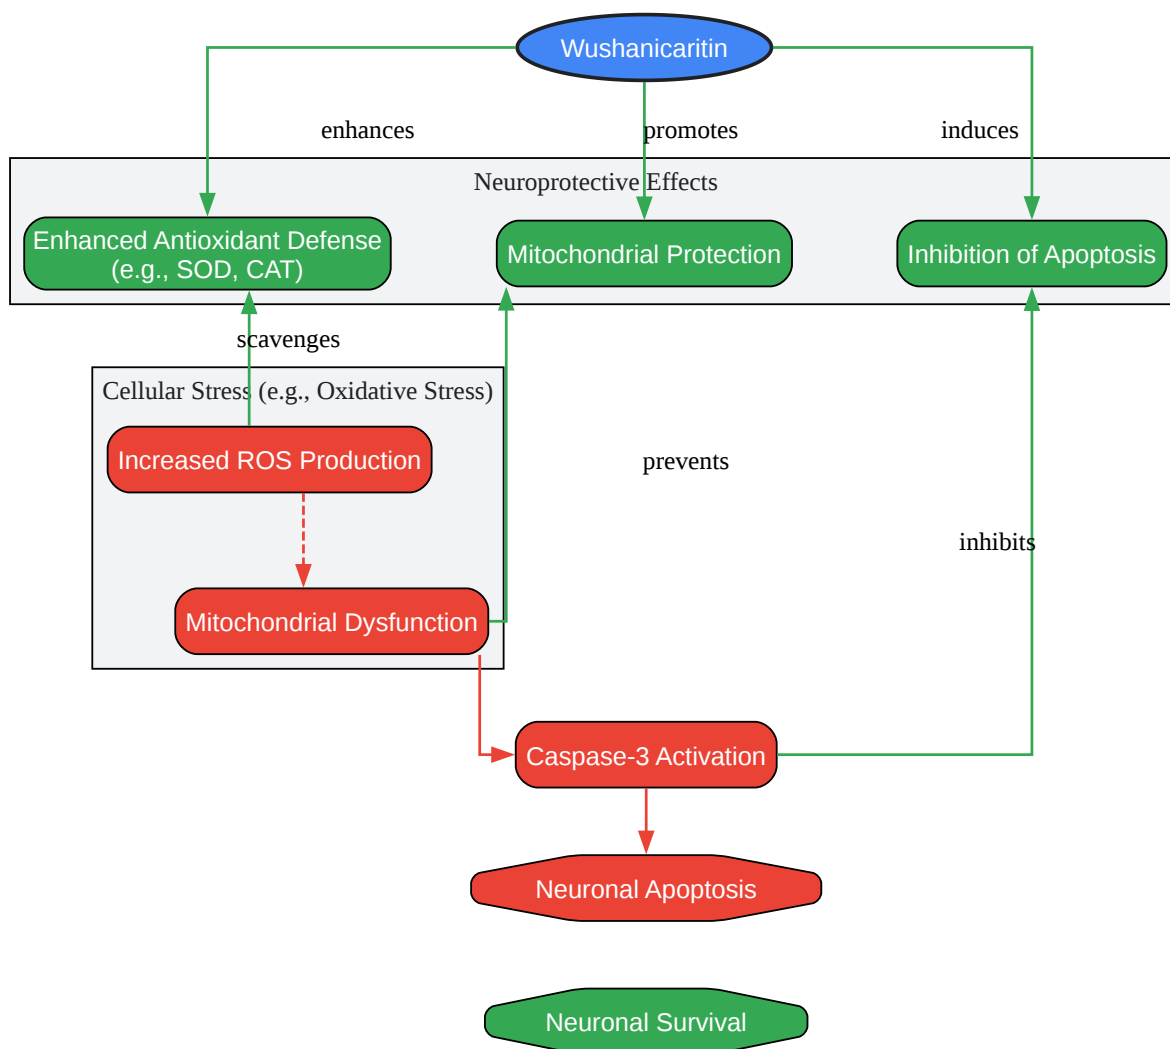 Wushanicaritin
enhances
promotes
induces
Neuroprotective Effects
Enhanced Antioxidant Defense
(e.g., SOD, CAT)
Mitochondrial Protection
Inhibition of Apoptosis
scavenges
Cellular Stress (e.g., Oxidative Stress)
Increased ROS Production
prevents
inhibits
Mitochondrial Dysfunction
Caspase-3 Activation
Neuronal Apoptosis
Neuronal Survival